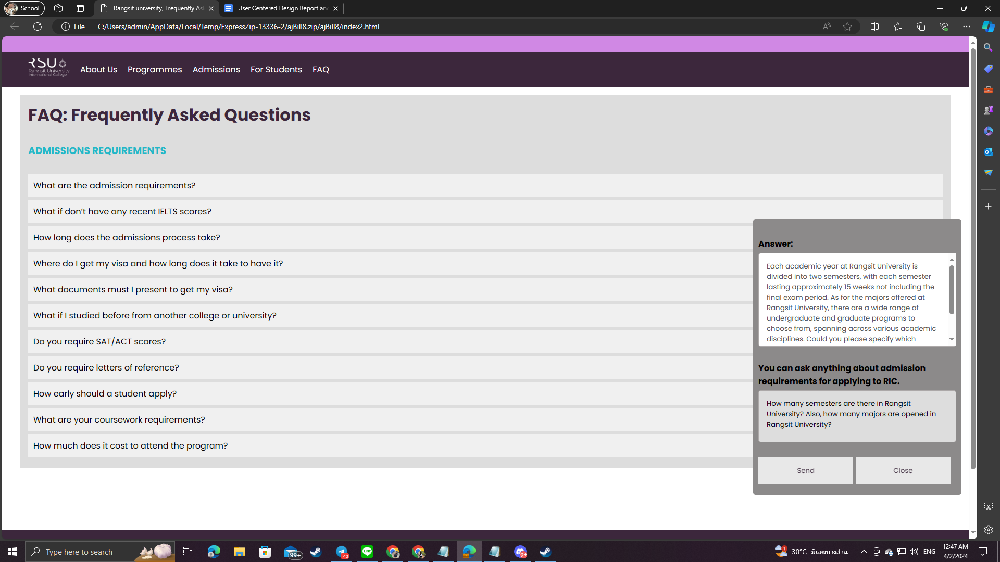 School
Rangsit university, Frequently As
User Centered Design Report an
File
C:/Users/admin/AppData/Local/Temp/ExpressZip-13336-2/ajBill8.zip/ajBill8/index2.html
RSU
Rangsit University
International College
About Us
Programmes
Admissions
For Students
FAQ
FAQ: Frequently Asked Questions
ADMISSIONS REQUIREMENTS
What are the admission requirements?
What if don’t have any recent IELTS scores?
How long does the admissions process take?
Where do I get my visa and how long does it take to have it?
What documents must I present to get my visa?
What if I studied before from another college or university?
Do you require SAT/ACT scores?
Do you require letters of reference?
How early should a student apply?
What are your coursework requirements?
How much does it cost to attend the program?
Answer:
Each academic year at Rangsit University is
divided into two semesters, with each semester
lasting approximately 15 weeks not including the
final exam period. As for the majors offered at
Rangsit University, there are a wide range of
undergraduate and graduate programs to
choose from, spanning across various academic
disciplines. Could you please specify which
You can ask anything about admission
requirements for applying to RIC.
How many semesters are there in Rangsit
University? Also, how many majors are opened in
Rangsit University?
Send
Close
Type here to search
99+
40
LINE
9+
1
30°C มีเมฆบางส่วน
ENG
12:47 AM
4/2/2024